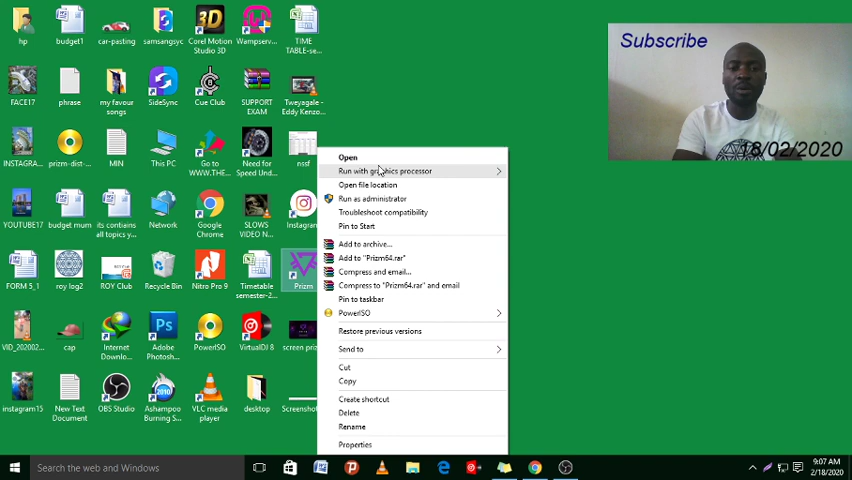 hp
budget1
car-pasting
samsangsyc
Corel Motion
Studio 3D
Wampserv...
TIME
TABLE-se...
FACE17
phrase
my favour
songs
SideSync
Cue Club
SUPPORT
EXAM
Tweyagale -
Eddy Kenzo...
INSTAGRA...
prizm-dist-...
MIN
This PC
Go to
WWW.THE...
Need for
Speed Und...
nssf
YOUTUBE17
budget mum
its contains
all topics y...
Network
Google
Chrome
SLOWS
VIDEO N...
Instagram
FORM 5_1
roy log2
ROY Club
Recycle Bin
Nitro Pro 9
Timetable
semester-2...
Prizm
VID_202002...
cap
Internet
Downlo...
Adobe
Photosh...
PowerISO
VirtualDJ 8
screen priz
instagram15
New Text
Document
OBS Studio
Ashampoo
Burning S...
VLC media
player
desktop
Screenshot
Open
Run with graphics processor
Open file location
Run as administrator
Troubleshoot compatibility
Pin to Start
Add to archive...
Add to "Prizm64.rar"
Compress and email...
Compress to "Prizm64.rar" and email
Pin to taskbar
PowerISO
Restore previous versions
Send to
Cut
Copy
Create shortcut
Delete
Rename
Properties
Subscribe
18/02/2020
Search the web and Windows
9:07 AM
2/18/2020